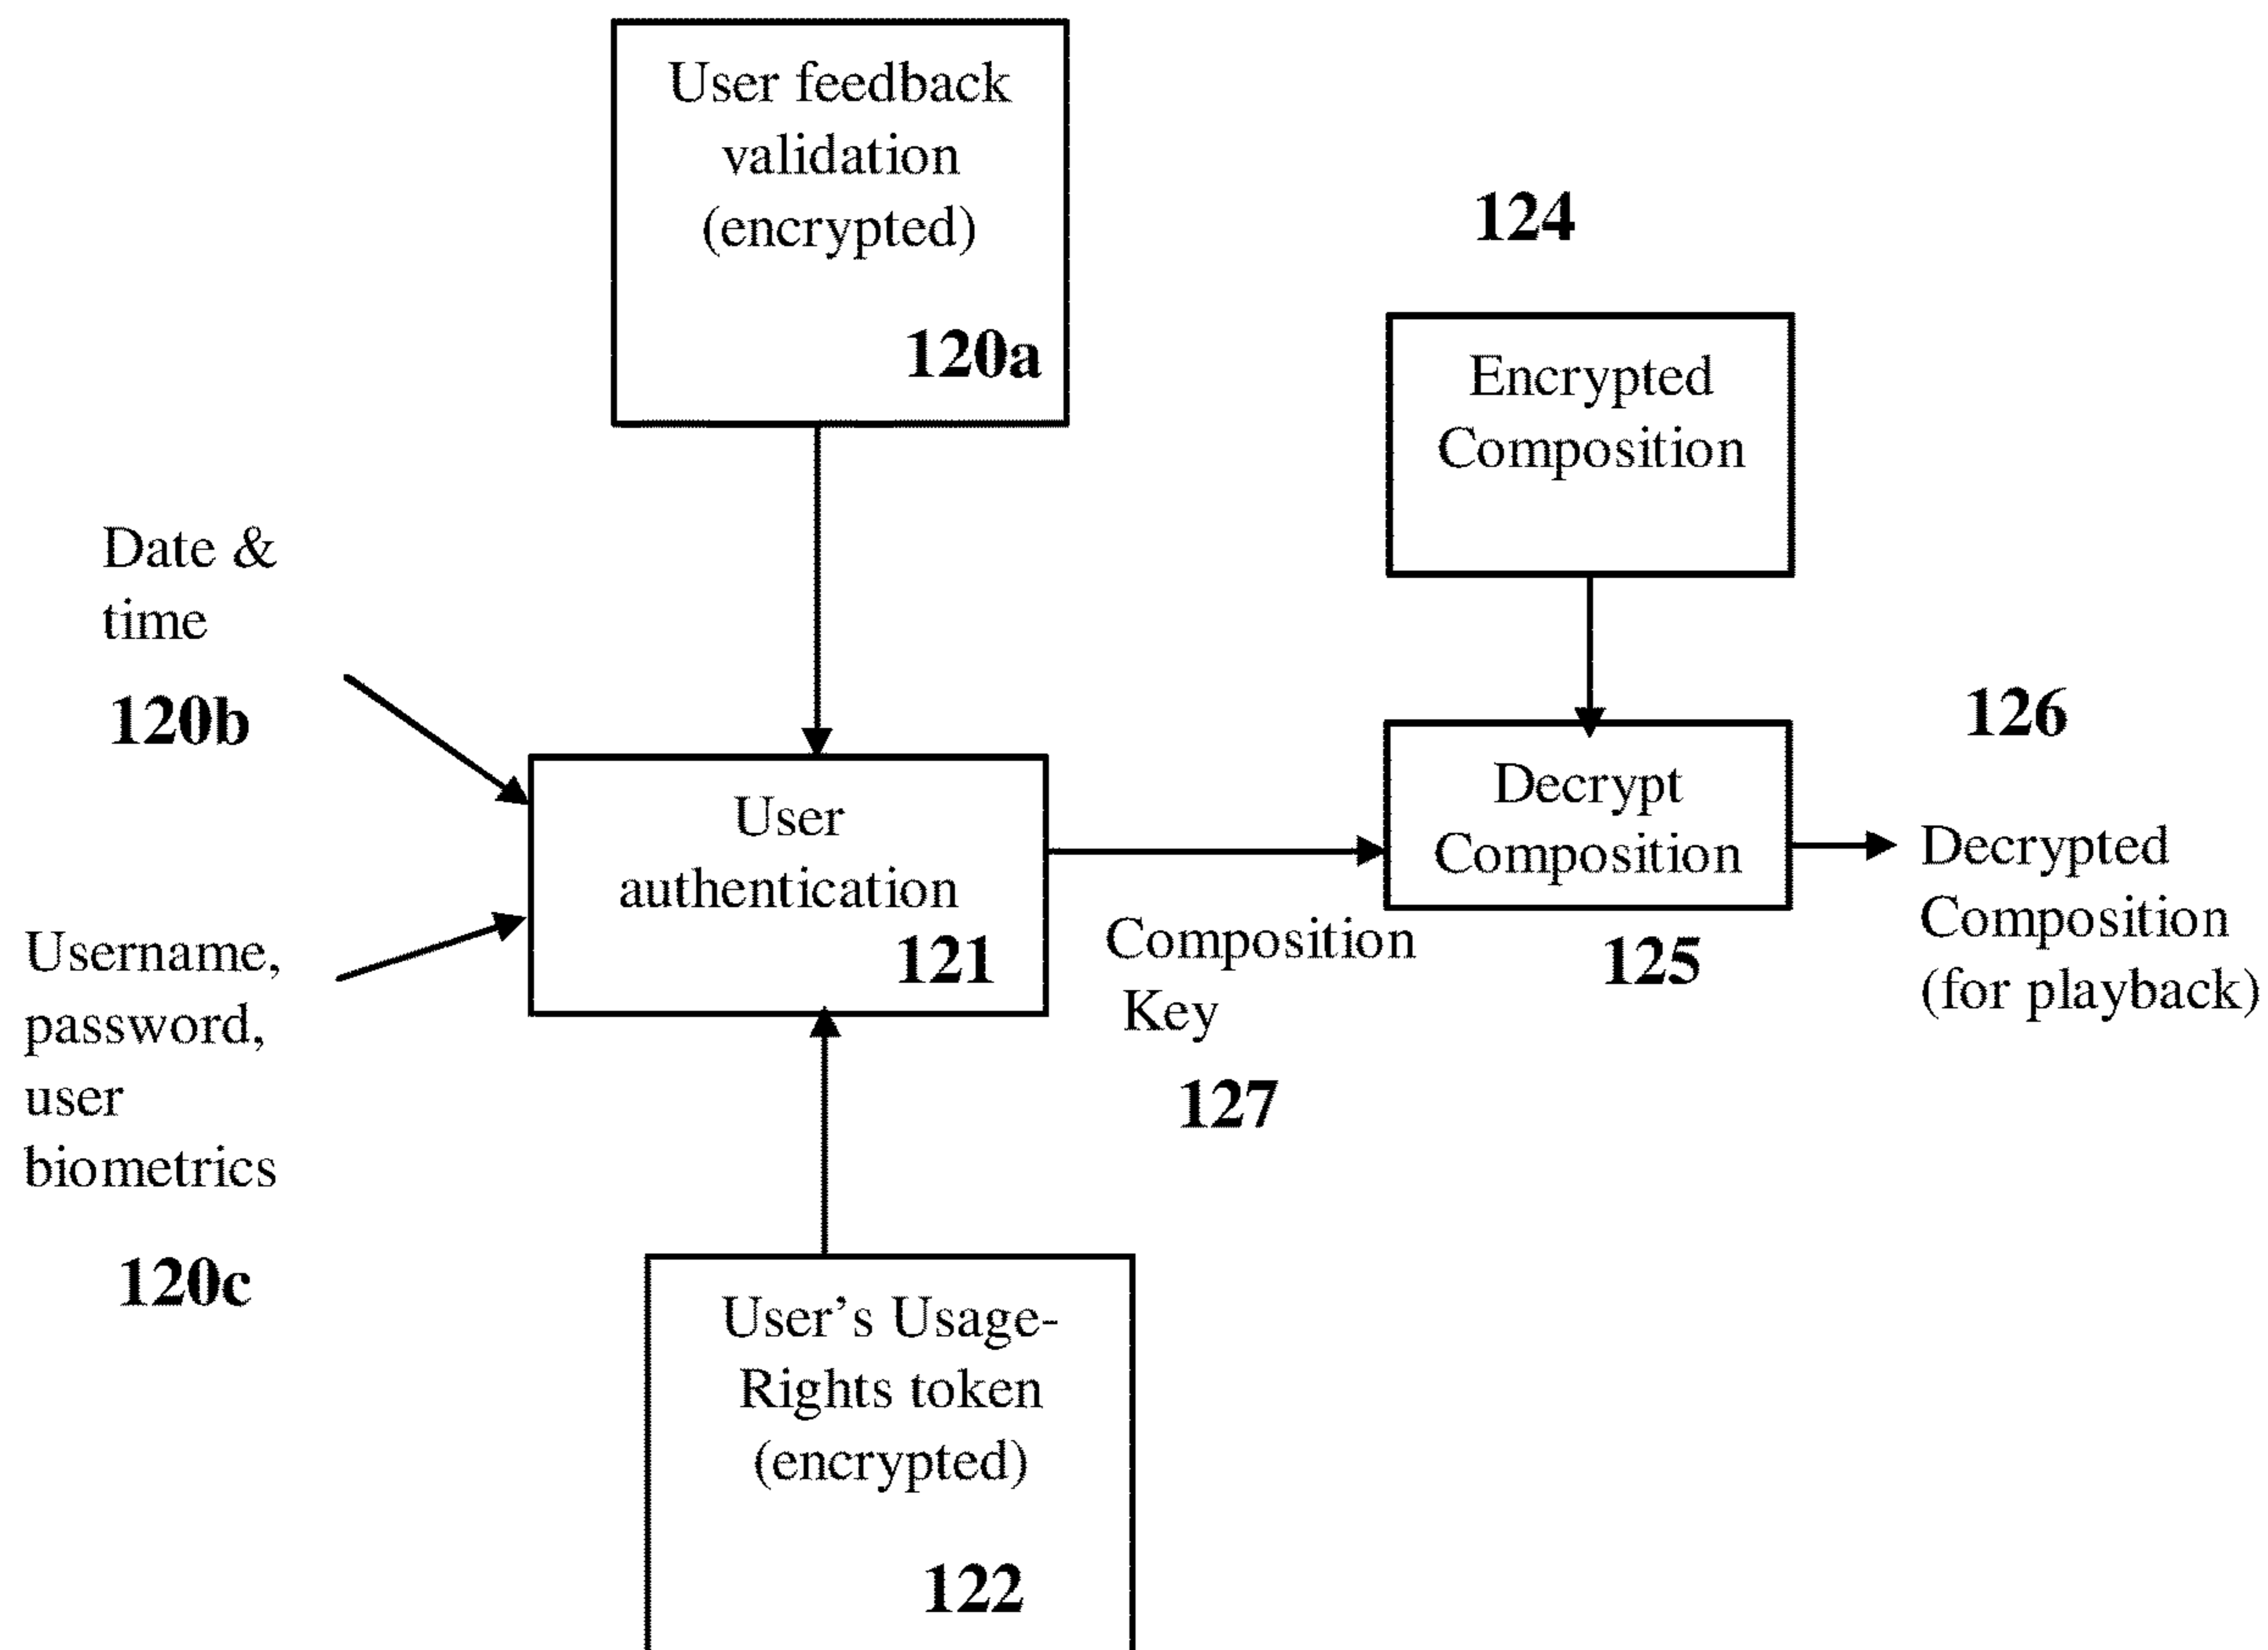 User feedback
validation
(encrypted)
120a
124
Encrypted
Composition
Date &
time
120b
User
authentication
121
Username,
password,
user
biometrics
120c
Composition
Key
127
Decrypt
Composition
125
126
Decrypted
Composition
(for playback)
User’s Usage-
Rights token
(encrypted)
122